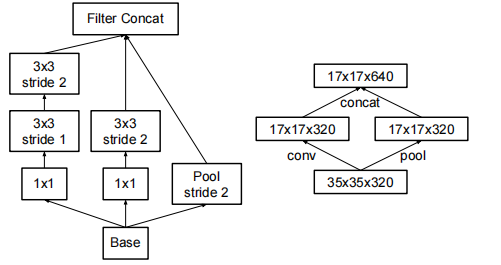 Filter Concat
3x3
stride 2
3x3
stride 1
3x3
stride 2
1x1
1x1
Pool
stride 2
Base
17x17x640
concat
17x17x320
17x17x320
conv
pool
35x35x320